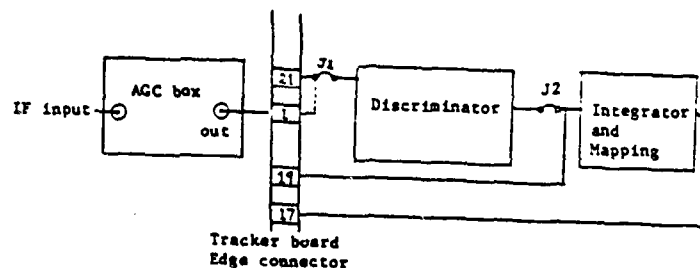 AGC box
IF input
out
21
1
19
17
J1
Discriminator
J2
Integrator
and
Mapping
Tracker board
Edge connector